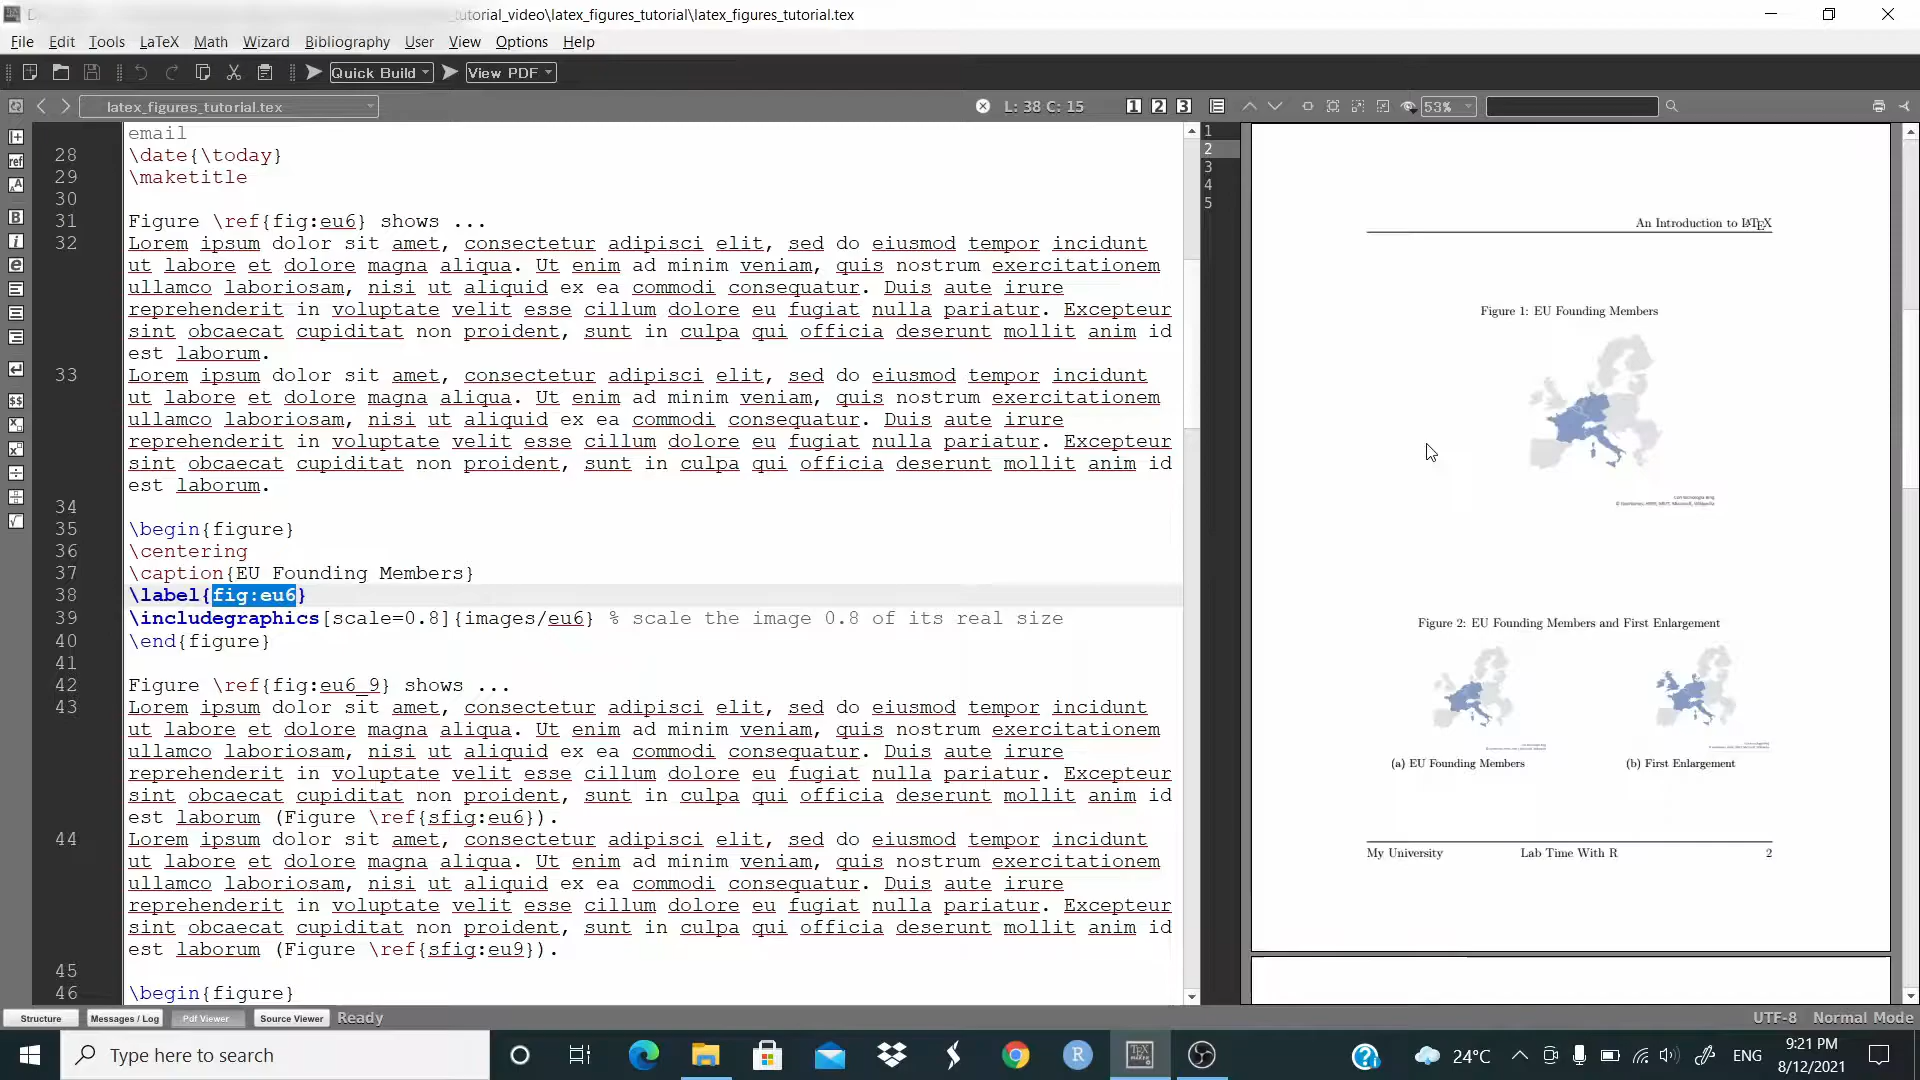 _tutorial_video\latex_figures_tutorial\latex_figures_tutorial.tex
File Edit Tools LaTeX Math Wizard Bibliography User View Options Help
Quick Build View PDF
latex_figures_tutorial.tex L: 38 C: 15 1 2 3 53%
email
28 \date{\today}
29 \maketitle
30
31 Figure \ref{fig:eu6} shows ...
32 Lorem ipsum dolor sit amet, consectetur adipisci elit, sed do eiusmod tempor incidunt
ut labore et dolore magna aliqua. Ut enim ad minim veniam, quis nostrum exercitationem
ullamco laboriosam, nisi ut aliquid ex ea commodi consequatur. Duis aute irure
reprehenderit in voluptate velit esse cillum dolore eu fugiat nulla pariatur. Excepteur
sint obcaecat cupiditat non proident, sunt in culpa qui officia deserunt mollit anim id
est laborum.
33 Lorem ipsum dolor sit amet, consectetur adipisci elit, sed do eiusmod tempor incidunt
ut labore et dolore magna aliqua. Ut enim ad minim veniam, quis nostrum exercitationem
ullamco laboriosam, nisi ut aliquid ex ea commodi consequatur. Duis aute irure
reprehenderit in voluptate velit esse cillum dolore eu fugiat nulla pariatur. Excepteur
sint obcaecat cupiditat non proident, sunt in culpa qui officia deserunt mollit anim id
est laborum.
34
35 \begin{figure}
36 \centering
37 \caption{EU Founding Members}
38 \label{fig:eu6}
39 \includegraphics[scale=0.8]{images/eu6} % scale the image 0.8 of its real size
40 \end{figure}
41
42 Figure \ref{fig:eu6_9} shows ...
43 Lorem ipsum dolor sit amet, consectetur adipisci elit, sed do eiusmod tempor incidunt
ut labore et dolore magna aliqua. Ut enim ad minim veniam, quis nostrum exercitationem
ullamco laboriosam, nisi ut aliquid ex ea commodi consequatur. Duis aute irure
reprehenderit in voluptate velit esse cillum dolore eu fugiat nulla pariatur. Excepteur
sint obcaecat cupiditat non proident, sunt in culpa qui officia deserunt mollit anim id
est laborum (Figure \ref{sfig:eu6}).
44 Lorem ipsum dolor sit amet, consectetur adipisci elit, sed do eiusmod tempor incidunt
ut labore et dolore magna aliqua. Ut enim ad minim veniam, quis nostrum exercitationem
ullamco laboriosam, nisi ut aliquid ex ea commodi consequatur. Duis aute irure
reprehenderit in voluptate velit esse cillum dolore eu fugiat nulla pariatur. Excepteur
sint obcaecat cupiditat non proident, sunt in culpa qui officia deserunt mollit anim id
est laborum (Figure \ref{sfig:eu9}).
45
46 \begin{figure}
1
2
3
4
5
An Introduction to LATEX
Figure 1: EU Founding Members
Figure 2: EU Founding Members and First Enlargement
(a) EU Founding Members (b) First Enlargement
My University Lab Time With R 2
Structure Messages / Log Pdf Viewer Source Viewer Ready UTF-8 Normal Mode
Type here to search 24°C ENG 9:21 PM
8/12/2021